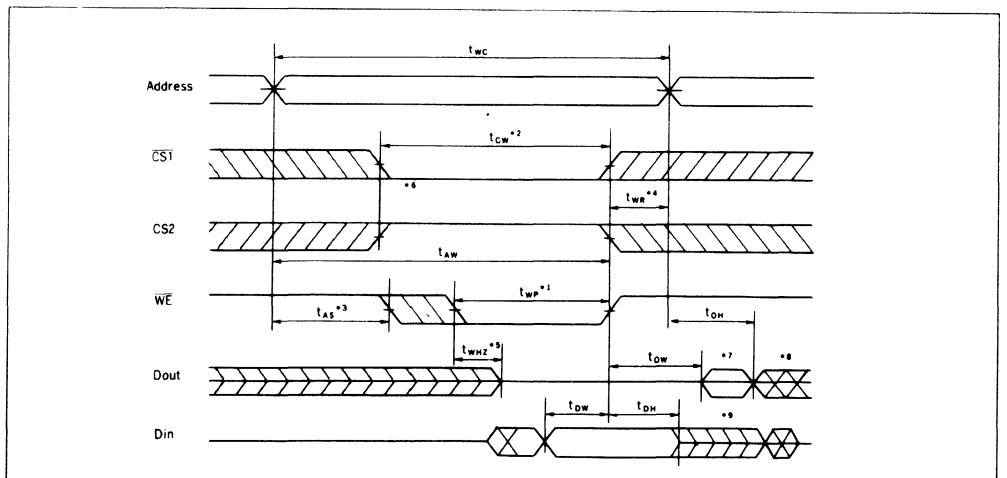 tWC
Address
tCW*2
CS1
*6
tWR*4
CS2
tAW
WE
tWP*1
tAS*3
tOH
tWHZ*5
tOW
*7
*8
Dout
tDW
tDH
*9
Din